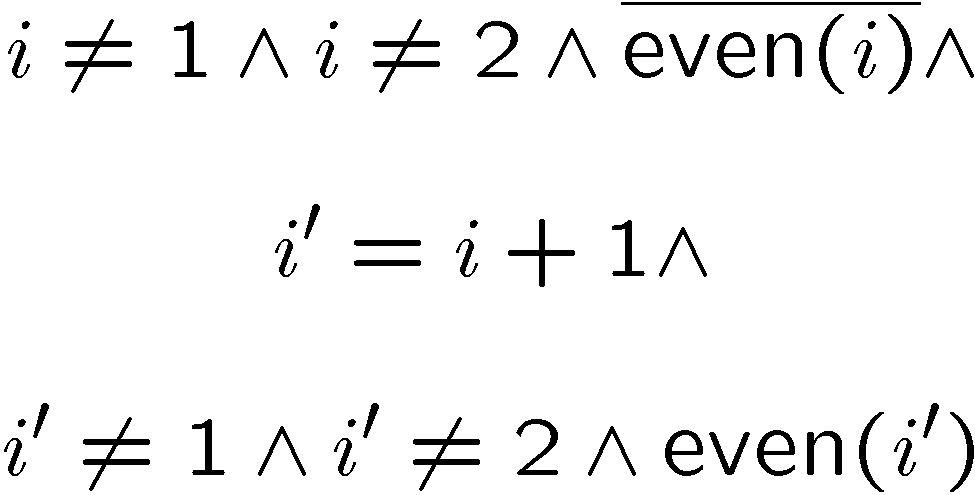 i ≠ 1 ∧ i ≠ 2 ∧ \overline{even(i)} ∧
i′ = i + 1 ∧
i′ ≠ 1 ∧ i′ ≠ 2 ∧ even(i′)